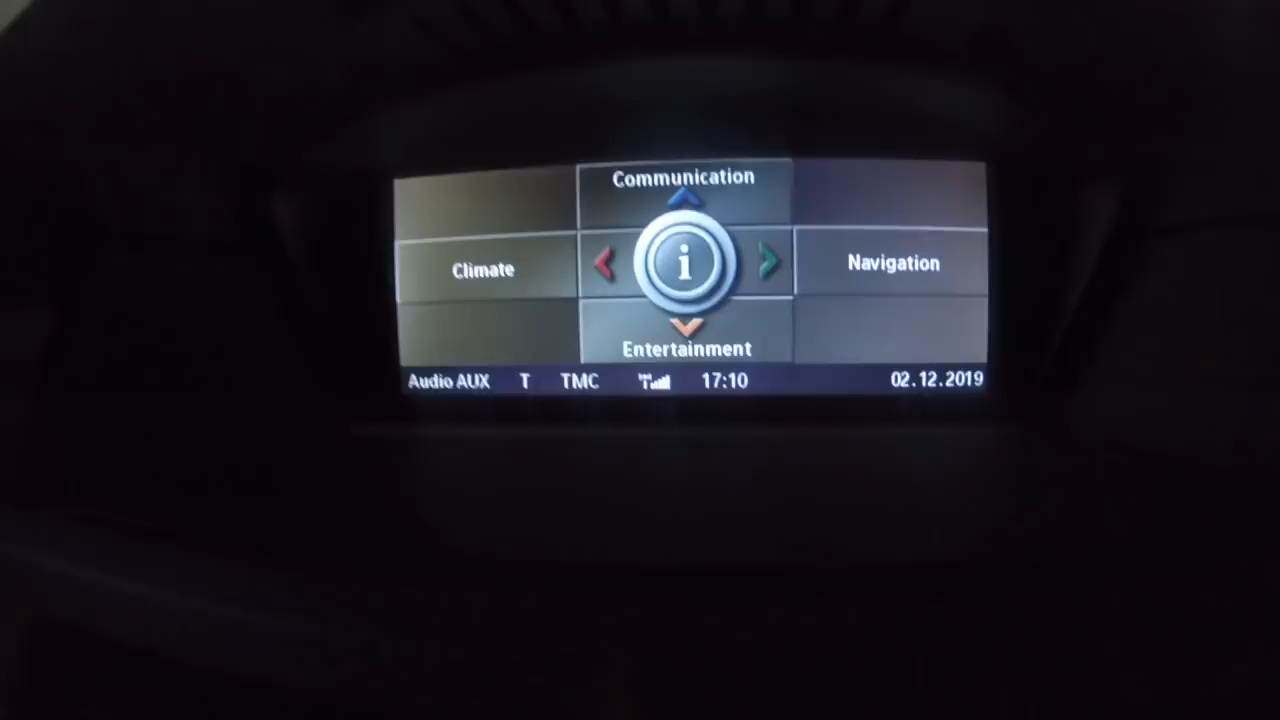 Communication
Climate
i
Navigation
Entertainment
Audio AUX T TMC 17:10 02.12.2019